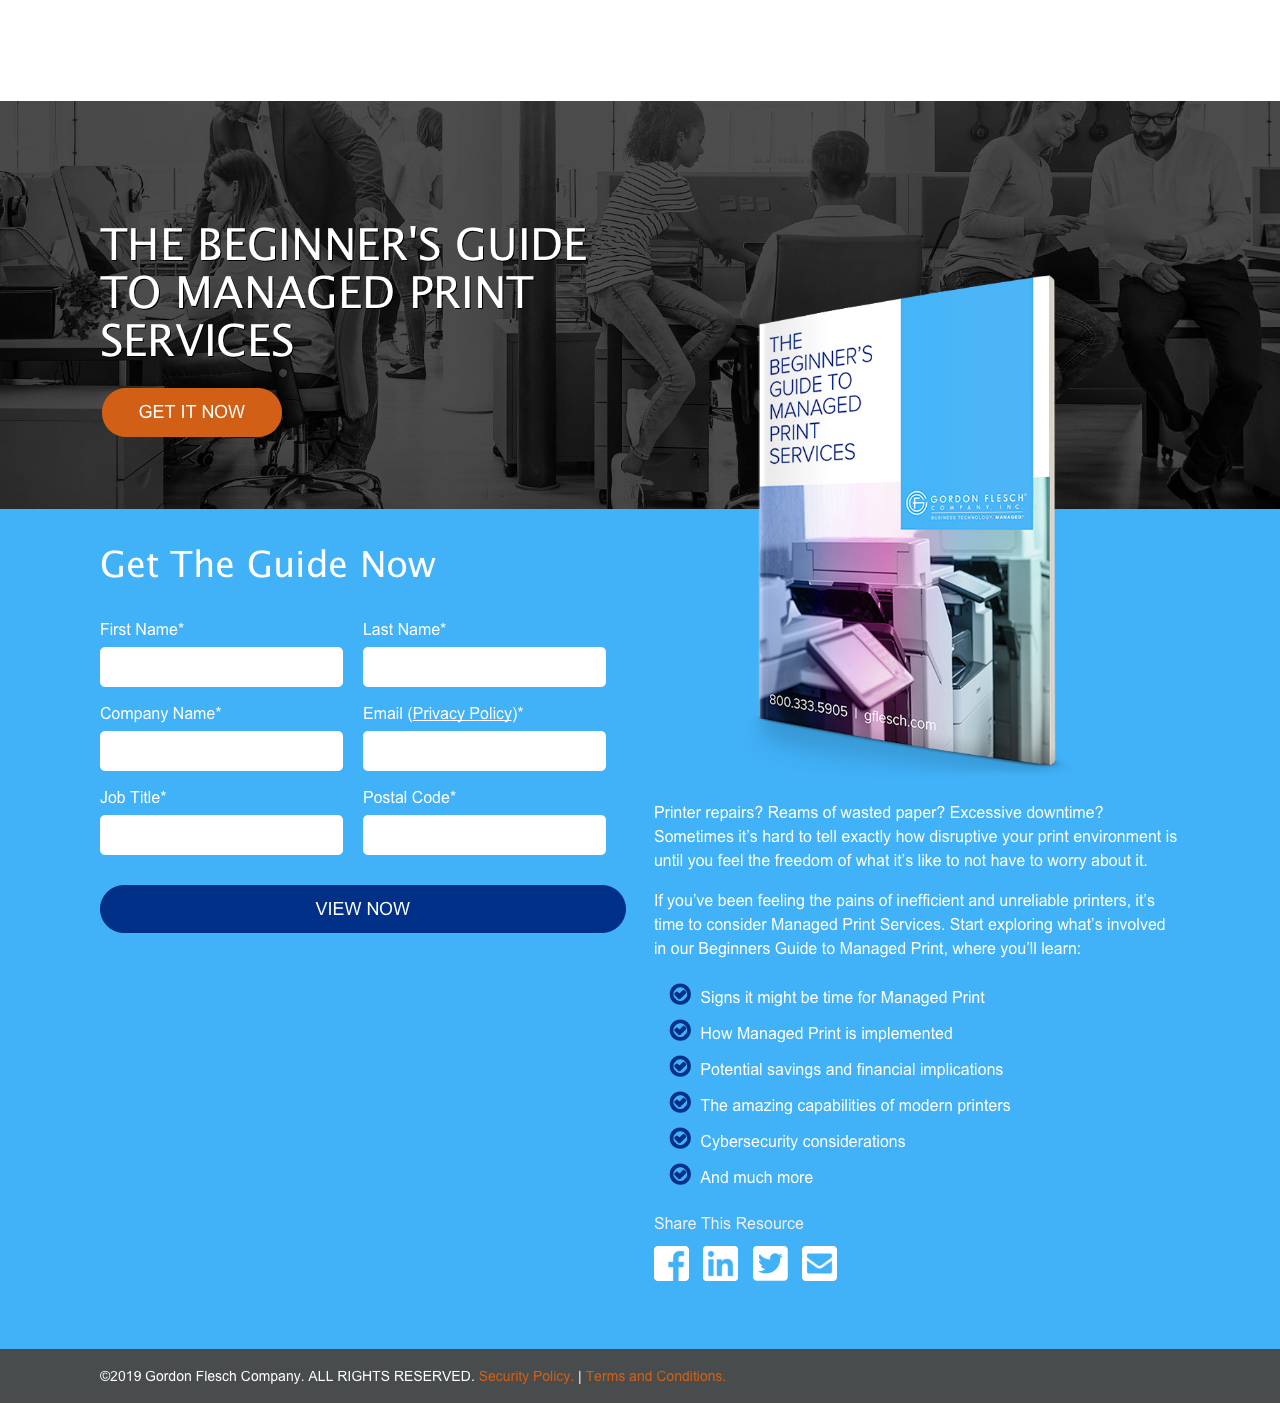 THE BEGINNER'S GUIDE
TO MANAGED PRINT
SERVICES
GET IT NOW
THE
BEGINNER'S
GUIDE TO
MANAGED
PRINT
SERVICES
GORDON FLESCH
COMPANY, INC.
BUSINESS TECHNOLOGY. MANAGED.
800.333.5905 | gflesch.com
Get The Guide Now
First Name*
Last Name*
Company Name*
Email (Privacy Policy)*
Job Title*
Postal Code*
VIEW NOW
Printer repairs? Reams of wasted paper? Excessive downtime?
Sometimes it’s hard to tell exactly how disruptive your print environment is
until you feel the freedom of what it’s like to not have to worry about it.
If you’ve been feeling the pains of inefficient and unreliable printers, it’s
time to consider Managed Print Services. Start exploring what’s involved
in our Beginners Guide to Managed Print, where you’ll learn:
Signs it might be time for Managed Print
How Managed Print is implemented
Potential savings and financial implications
The amazing capabilities of modern printers
Cybersecurity considerations
And much more
Share This Resource
©2019 Gordon Flesch Company. ALL RIGHTS RESERVED. Security Policy. | Terms and Conditions.